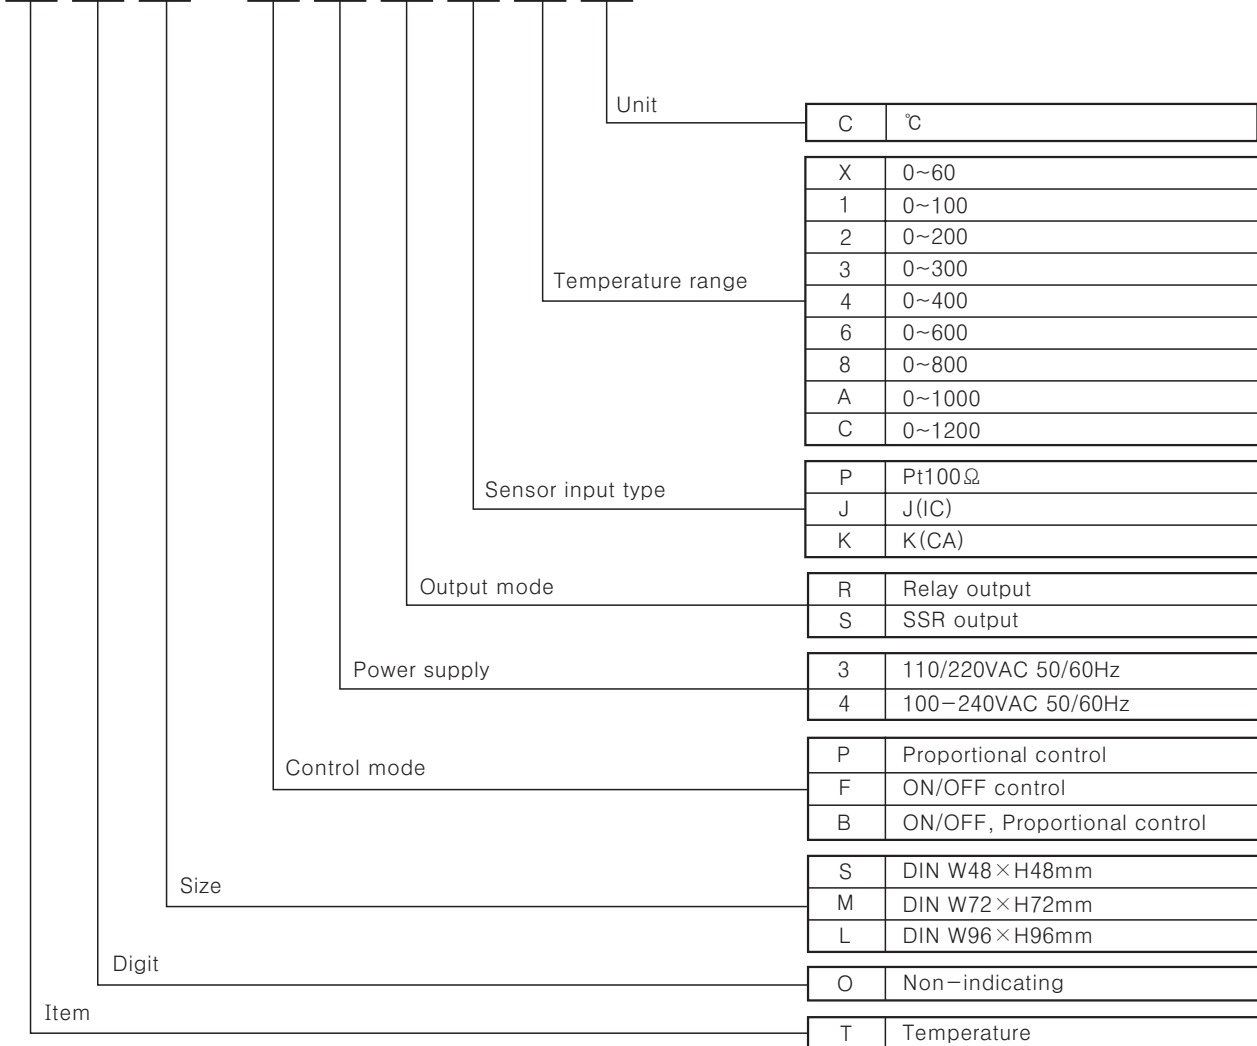 Unit
C ℃
X 0~60
1 0~100
2 0~200
3 0~300
Temperature range
4 0~400
6 0~600
8 0~800
A 0~1000
C 0~1200
P Pt100Ω
Sensor input type
J J(IC)
K K(CA)
Output mode
R Relay output
S SSR output
Power supply
3 110/220VAC 50/60Hz
4 100-240VAC 50/60Hz
P Proportional control
Control mode
F ON/OFF control
B ON/OFF, Proportional control
S DIN W48×H48mm
Size
M DIN W72×H72mm
L DIN W96×H96mm
Digit
O Non-indicating
Item
T Temperature